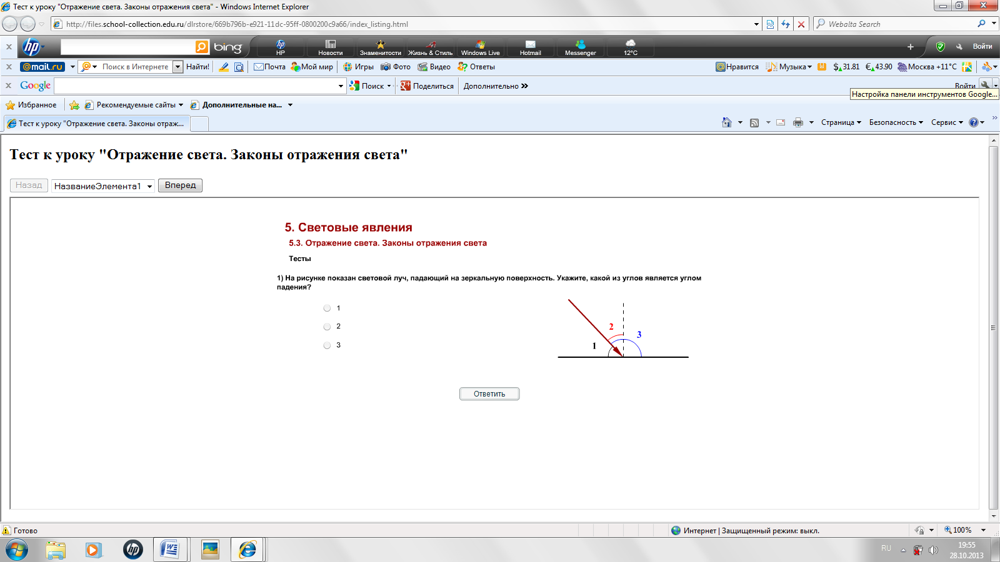 Тест к уроку "Отражение света. Законы отражения света" - Windows Internet Explorer
http://files.school-collection.edu.ru/dlrstore/669b796b-e921-11dc-95ff-0800200c9a66/index_listing.html
Webalta Search
x hp bing HP Новости Знаменитости Жизнь & Стиль Windows Live Hotmail Messenger 12°C + Войти
x @mail.ru Поиск в Интернете Найти! Почта Мой мир Игры Фото Видео Ответы Нравится Музыка $ 31.81 € 43.90 Москва +11°C
x Google Поиск Поделиться Дополнительно » Войти
Настройка панели инструментов Google...
Избранное Рекомендуемые сайты Дополнительные на...
Тест к уроку "Отражение света. Законы отраж... Страница Безопасность Сервис »
Тест к уроку "Отражение света. Законы отражения света"
Назад НазваниеЭлемента1 Вперед
5. Световые явления
5.3. Отражение света. Законы отражения света
Тесты
1) На рисунке показан световой луч, падающий на зеркальную поверхность. Укажите, какой из углов является углом
падения?
1
2
3
2
3
1
Ответить
Готово Интернет | Защищенный режим: выкл. 100%
hp RU 19:55
28.10.2013